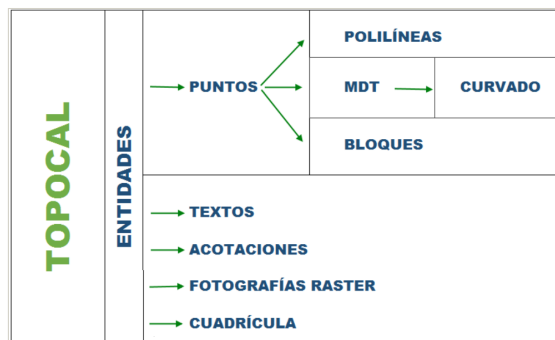 TOPOCAL
ENTIDADES
PUNTOS
POLILÍNEAS
MDT
CURVADO
BLOQUES
TEXTOS
ACOTACIONES
FOTOGRAFÍAS RASTER
CUADRÍCULA